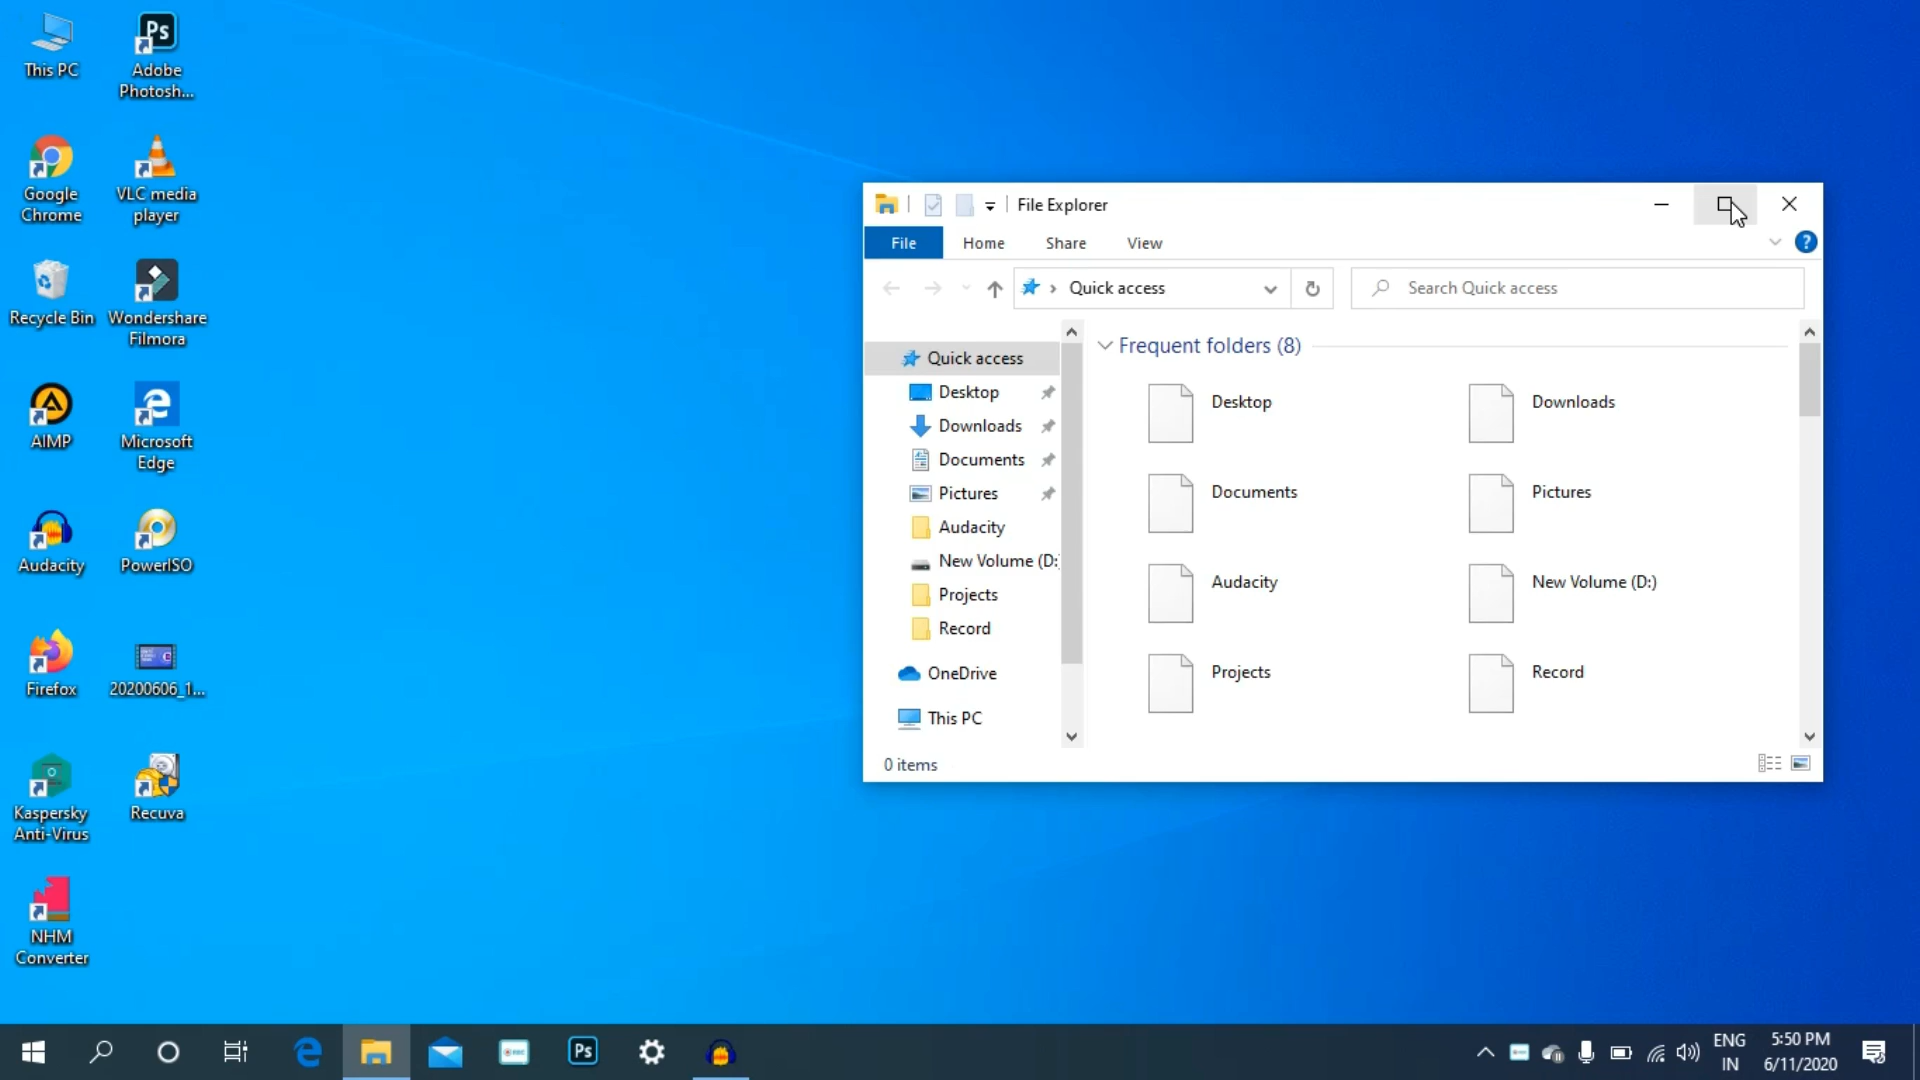 This PC
Ps
Adobe
Photosh...
Google
Chrome
VLC media
player
Recycle Bin
Wondershare
Filmora
AIMP
Microsoft
Edge
Audacity
PowerISO
Firefox
20200606_1...
Kaspersky
Anti-Virus
Recuva
NHM
Converter
File Explorer
File
Home
Share
View
?
Quick access
Search Quick access
Quick access
Desktop
Downloads
Documents
Pictures
Audacity
New Volume (D:)
Projects
Record
OneDrive
This PC
Frequent folders (8)
Desktop
Downloads
Documents
Pictures
Audacity
New Volume (D:)
Projects
Record
0 items
Ps
ENG
IN
5:50 PM
6/11/2020